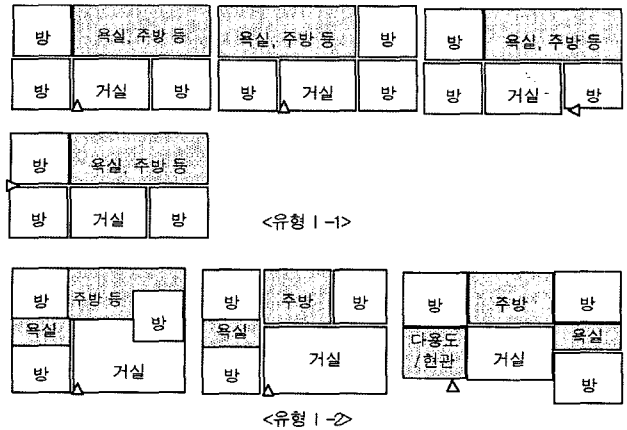 방 욕실, 주방 등 욕실, 주방 등 방 방 욕실, 주방 등
방 거실 방 방 거실 방 방 거실 방
방 욕실, 주방 등
방 거실 방
<유형 Ⅰ-1>
방 주방 등 방 주방 방 방 주방 방
욕실 방 욕실 다용도 /현관 거실 욕실
방 거실 방 거실 방
<유형 Ⅰ-2>